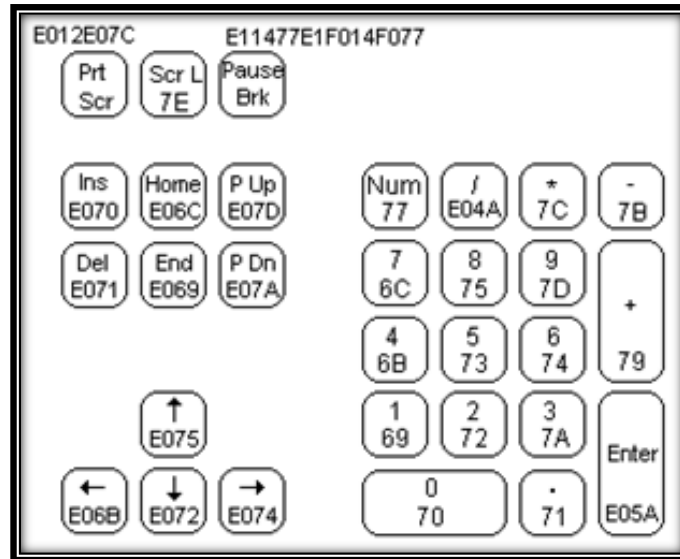 E012E07C E11477E1F014F077
Prt Scr L Pause
Scr 7E Brk
Ins Home P Up Num / * -
E070 E06C E07D 77 E04A 7C 7B
Del End P Dn 7 8 9
E071 E069 E07A 6C 75 7D
+
4 5 6
6B 73 74 79
↑ 1 2 3
E075 69 72 7A
Enter
← ↓ → 0 .
E06B E072 E074 70 71 E05A